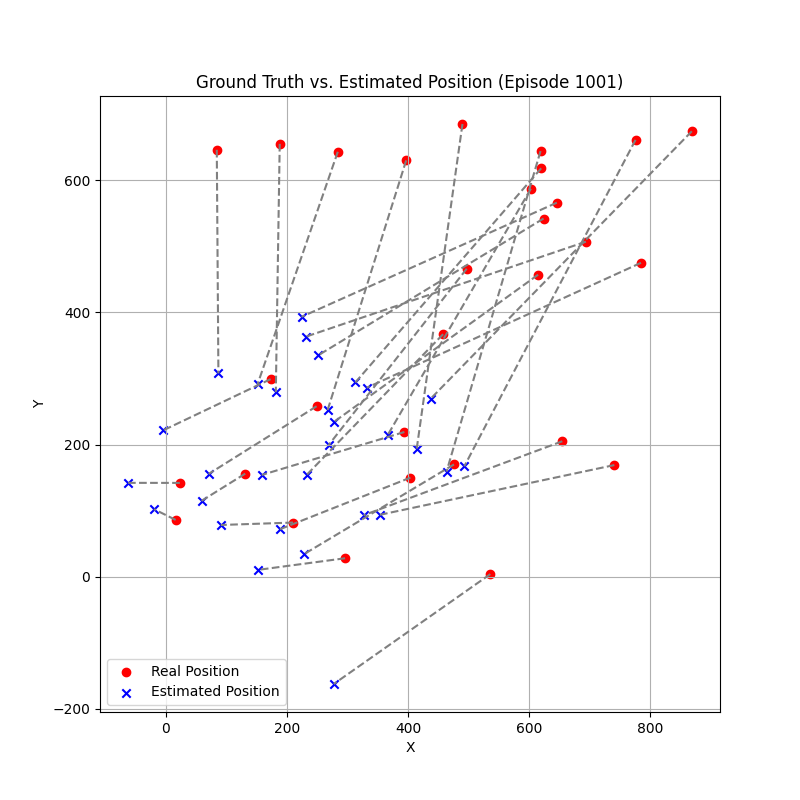 Ground Truth vs. Estimated Position (Episode 1001)
600
400
200
0
−200
Y
Real Position
Estimated Position
0 200 400 600 800
X